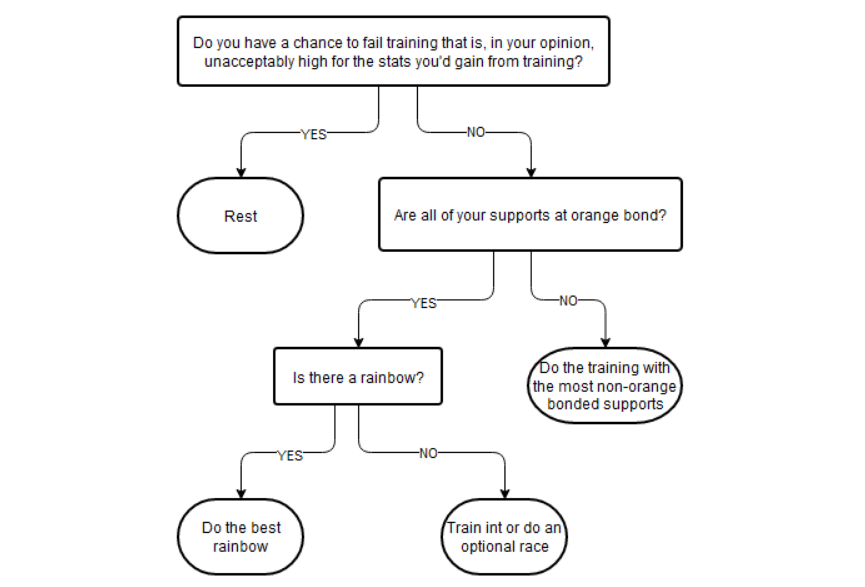 Do you have a chance to fail training that is, in your opinion,
unacceptably high for the stats you'd gain from training?
YES
NO
Rest
Are all of your supports at orange bond?
YES
NO
Is there a rainbow?
Do the training with
the most non-orange
bonded supports
YES
NO
Do the best
rainbow
Train int or do an
optional race